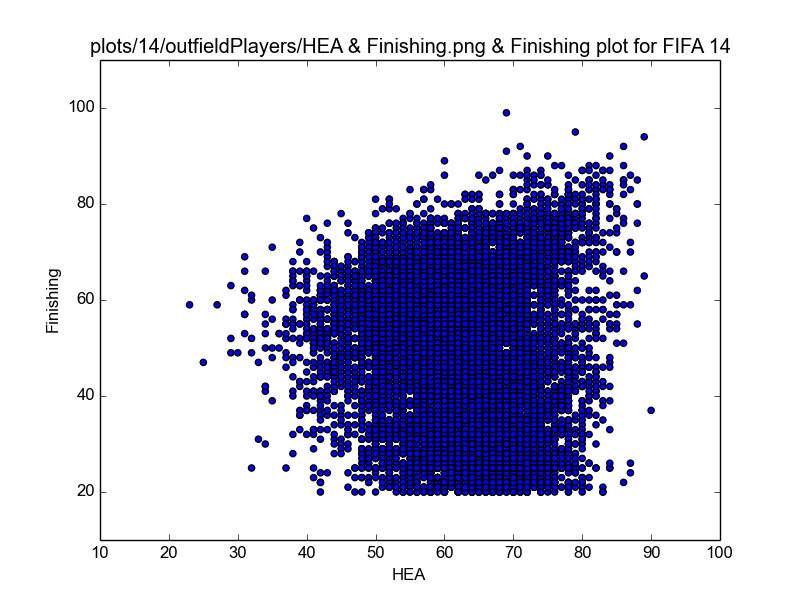 plots/14/outfieldPlayers/HEA & Finishing.png & Finishing plot for FIFA 14
100
80
60
40
20
Finishing
10 20 30 40 50 60 70 80 90 100
HEA